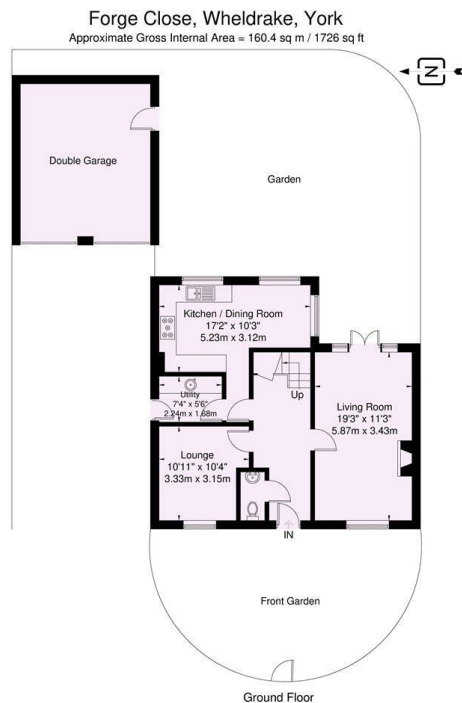 Forge Close, Wheldrake, York
Approximate Gross Internal Area = 160.4 sq m / 1726 sq ft
N
Double Garage
Garden
Kitchen / Dining Room
17'2" x 10'3"
5.23m x 3.12m
Up
Utility
7'4" x 5'6"
2.24m x 1.68m
Living Room
19'3" x 11'3"
5.87m x 3.43m
Lounge
10'11" x 10'4"
3.33m x 3.15m
IN
Front Garden
Ground Floor